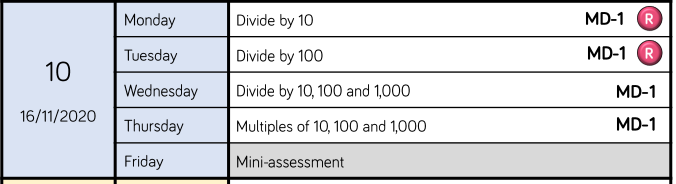 Monday Divide by 10 MD-1 R
Tuesday Divide by 100 MD-1 R
10
Wednesday Divide by 10, 100 and 1,000 MD-1
16/11/2020
Thursday Multiples of 10, 100 and 1,000 MD-1
Friday Mini-assessment